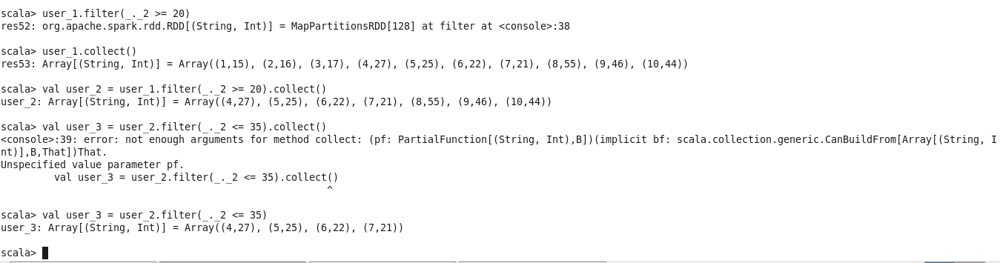 scala> user_1.filter(_._2 >= 20)
res52: org.apache.spark.rdd.RDD[(String, Int)] = MapPartitionsRDD[128] at filter at <console>:38
scala> user_1.collect()
res53: Array[(String, Int)] = Array((1,15), (2,16), (3,17), (4,27), (5,25), (6,22), (7,21), (8,55), (9,46), (10,44))
scala> val user_2 = user_1.filter(_._2 >= 20).collect()
user_2: Array[(String, Int)] = Array((4,27), (5,25), (6,22), (7,21), (8,55), (9,46), (10,44))
scala> val user_3 = user_2.filter(_._2 <= 35).collect()
<console>:39: error: not enough arguments for method collect: (pf: PartialFunction[(String, Int),B])(implicit bf: scala.collection.generic.CanBuildFrom[Array[(String, I
nt)],B,That])That.
Unspecified value parameter pf.
         val user_3 = user_2.filter(_._2 <= 35).collect()
                                                       ^
scala> val user_3 = user_2.filter(_._2 <= 35)
user_3: Array[(String, Int)] = Array((4,27), (5,25), (6,22), (7,21))
scala>